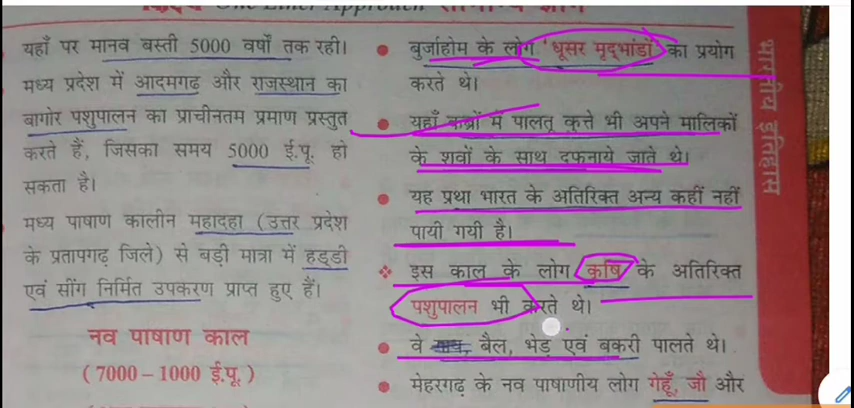 One Liner Approach सामान्य ज्ञान
यहाँ पर मानव बस्ती 5000 वर्षों तक रही।
मध्य प्रदेश में आदमगढ़ और राजस्थान का
बागोर पशुपालन का प्राचीनतम प्रमाण प्रस्तुत
करते हैं, जिसका समय 5000 ई.पू. हो
सकता है।
मध्य पाषाण कालीन महादहा (उत्तर प्रदेश
के प्रतापगढ़ जिले) से बड़ी मात्रा में हड्डी
एवं सींग निर्मित उपकरण प्राप्त हुए हैं।
नव पाषाण काल
(7000 – 1000 ई.पू.)
बुर्जाहोम के लोग 'धूसर मृद्भांडों' का प्रयोग
करते थे।
यहाँ कब्रों में पालतू कुत्ते भी अपने मालिकों
के शवों के साथ दफनाये जाते थे।
यह प्रथा भारत के अतिरिक्त अन्य कहीं नहीं
पायी गयी है।
इस काल के लोग कृषि के अतिरिक्त
पशुपालन भी करते थे।
वे गाय, बैल, भेड़ एवं बकरी पालते थे।
मेहरगढ़ के नव पाषाणीय लोग गेहूँ, जौ और
भारतीय इतिहास